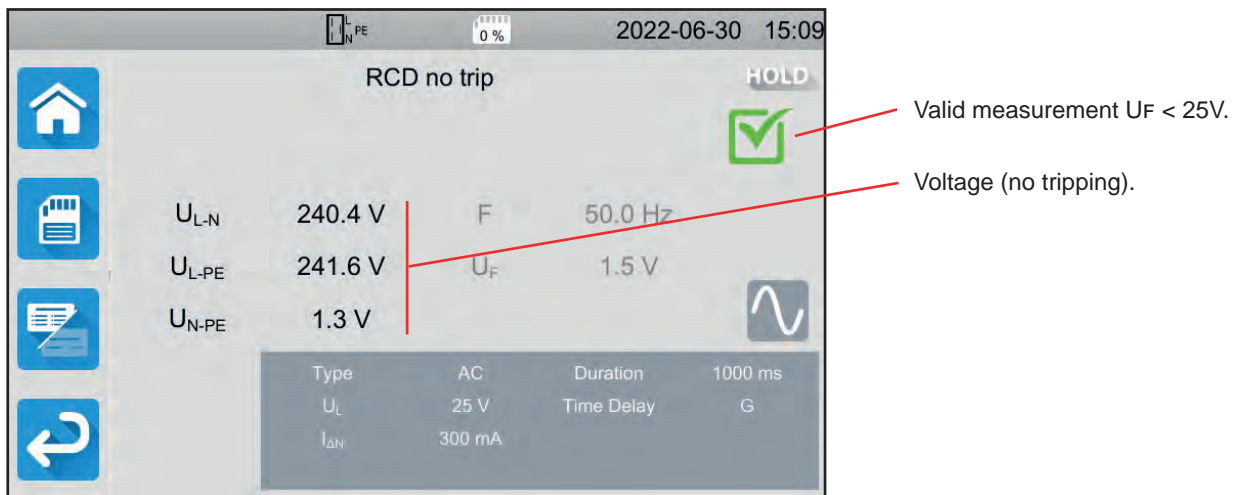 L N PE 0 % 2022-06-30 15:09
RCD no trip HOLD
Valid measurement UF < 25V.
Voltage (no tripping).
UL-N 240.4 V F 50.0 Hz
UL-PE 241.6 V UF 1.5 V
UN-PE 1.3 V
Type AC Duration 1000 ms
UL 25 V Time Delay G
IΔN 300 mA